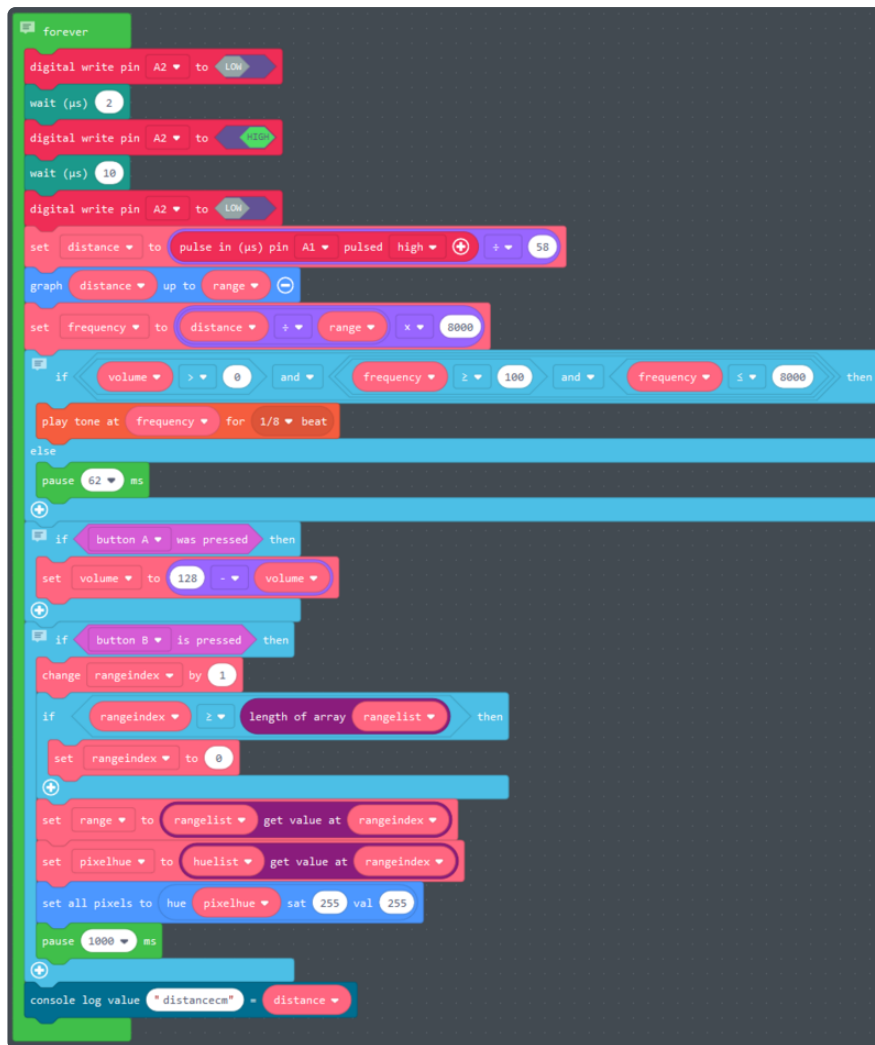 forever
digital write pin A2 to LOW
wait (µs) 2
digital write pin A2 to HIGH
wait (µs) 10
digital write pin A2 to LOW
set distance to pulse in (µs) pin A1 pulsed high ÷ 58
graph distance up to range
set frequency to distance ÷ range x 8000
if volume > 0 and frequency ≥ 100 and frequency ≤ 8000 then
play tone at frequency for 1/8 beat
else
pause 62 ms
if button A was pressed then
set volume to 128 - volume
if button B is pressed then
change rangeindex by 1
if rangeindex ≥ length of array rangelist then
set rangeindex to 0
set range to rangelist get value at rangeindex
set pixelhue to huelist get value at rangeindex
set all pixels to hue pixelhue sat 255 val 255
pause 1000 ms
console log value "distancecm" = distance